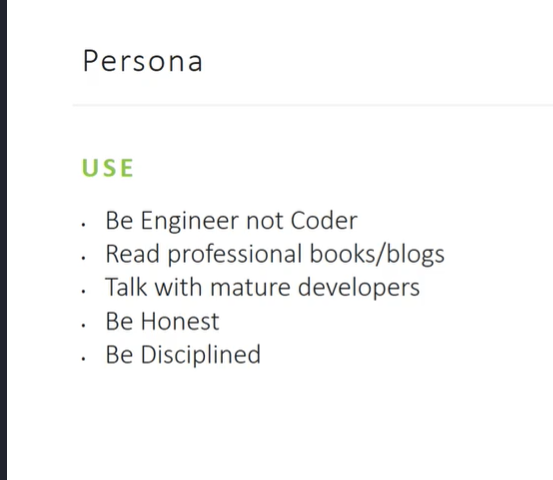 Persona
USE
· Be Engineer not Coder
· Read professional books/blogs
· Talk with mature developers
· Be Honest
· Be Disciplined